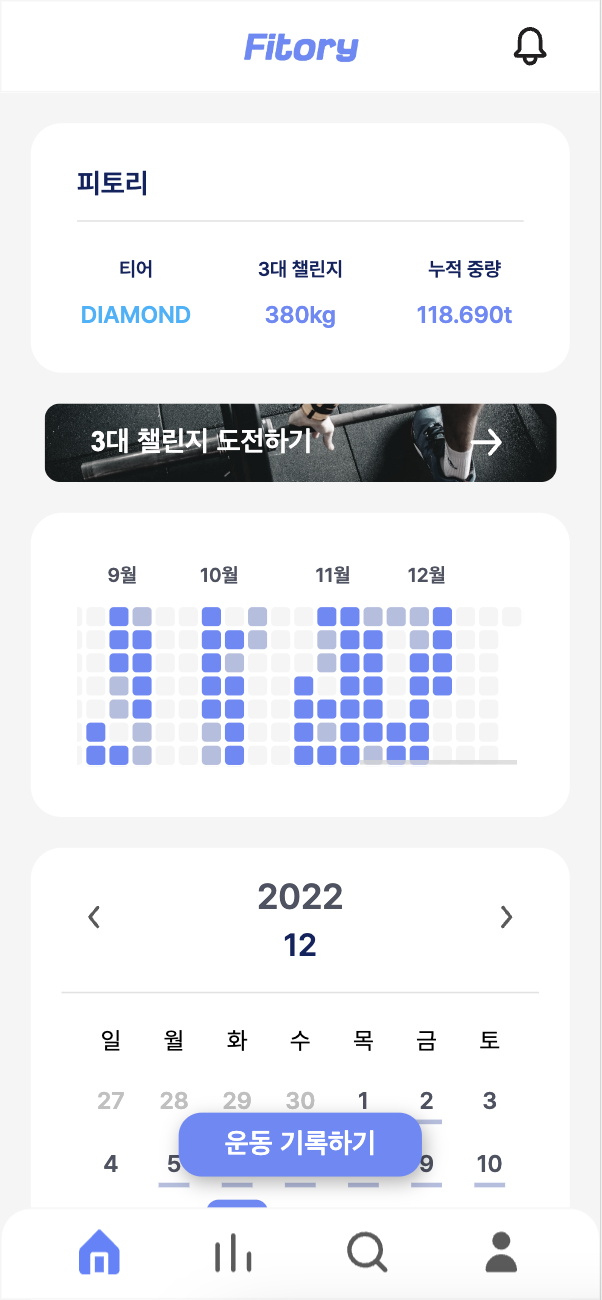 Fitory
피토리
티어 3대 챌린지 누적 중량
DIAMOND 380kg 118.690t
3대 챌린지 도전하기
9월 10월 11월 12월
2022
12
일 월 화 수 목 금 토
27 28 29 30 1 2 3
운동 기록하기
4 5 9 10